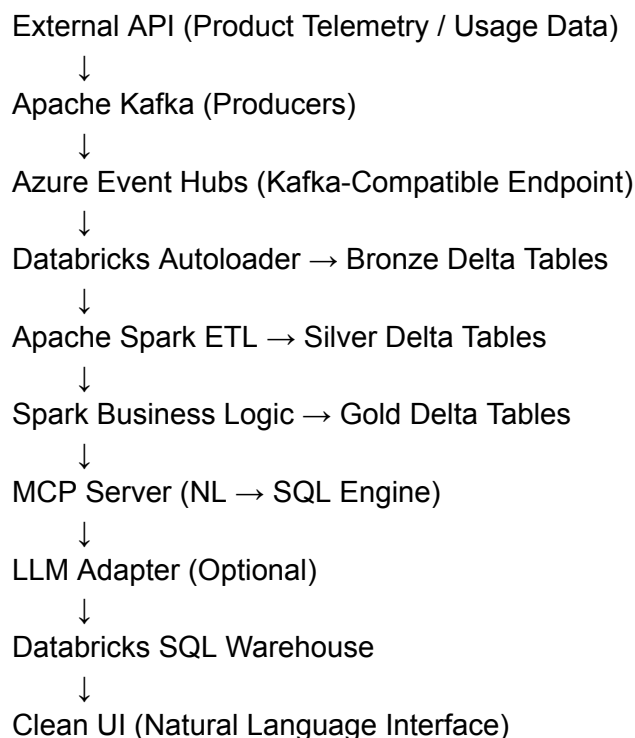 External API (Product Telemetry / Usage Data)
↓
Apache Kafka (Producers)
↓
Azure Event Hubs (Kafka-Compatible Endpoint)
↓
Databricks Autoloader → Bronze Delta Tables
↓
Apache Spark ETL → Silver Delta Tables
↓
Spark Business Logic → Gold Delta Tables
↓
MCP Server (NL → SQL Engine)
↓
LLM Adapter (Optional)
↓
Databricks SQL Warehouse
↓
Clean UI (Natural Language Interface)